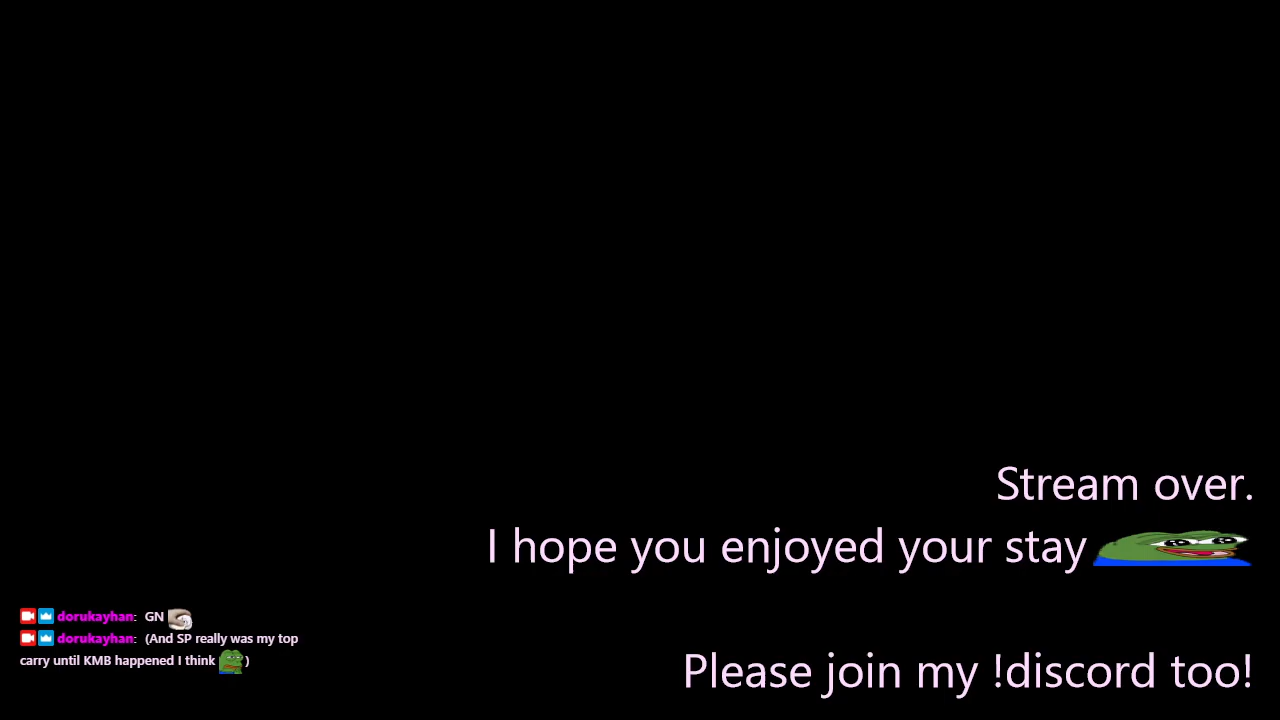 Stream over.
I hope you enjoyed your stay
dorukayhan: GN
dorukayhan: (And SP really was my top
carry until KMB happened I think )
Please join my !discord too!